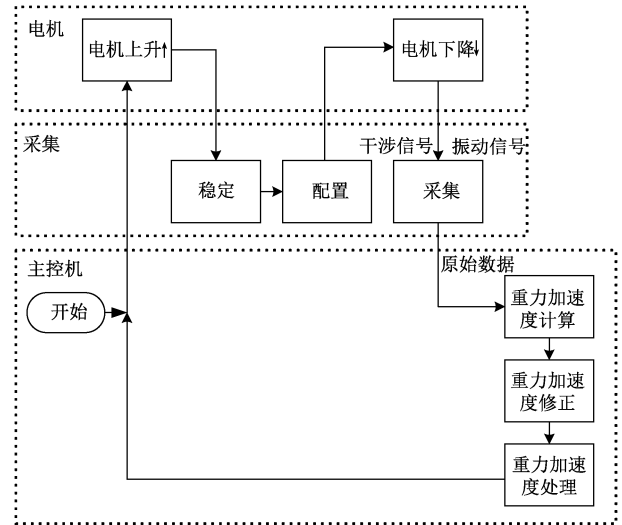 电机
电机上升↑
电机下降↓
采集
干涉信号
振动信号
稳定
配置
采集
主控机
原始数据
开始
重力加速
度计算
重力加速
度修正
重力加速
度处理